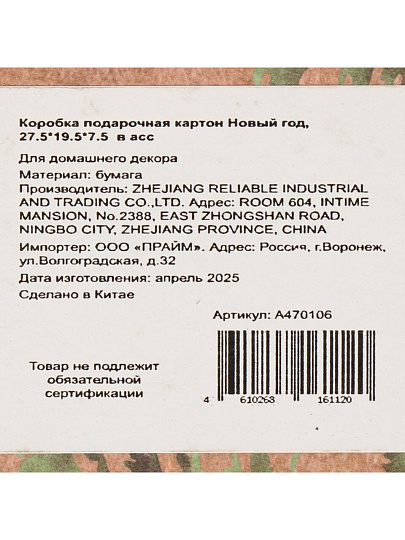 Коробка подарочная картон Новый год,
27.5*19.5*7.5 в асс
Для домашнего декора
Материал: бумага
Производитель: ZHEJIANG RELIABLE INDUSTRIAL
AND TRADING CO.,LTD. Адрес: ROOM 604, INTIME
MANSION, No.2388, EAST ZHONGSHAN ROAD,
NINGBO CITY, ZHEJIANG PROVINCE, CHINA
Импортер: ООО «ПРАЙМ». Адрес: Россия, г.Воронеж,
ул.Волгоградская, д.32
Дата изготовления: апрель 2025
Сделано в Китае
Артикул: A470106
Товар не подлежит
обязательной
сертификации
4 610268 161120